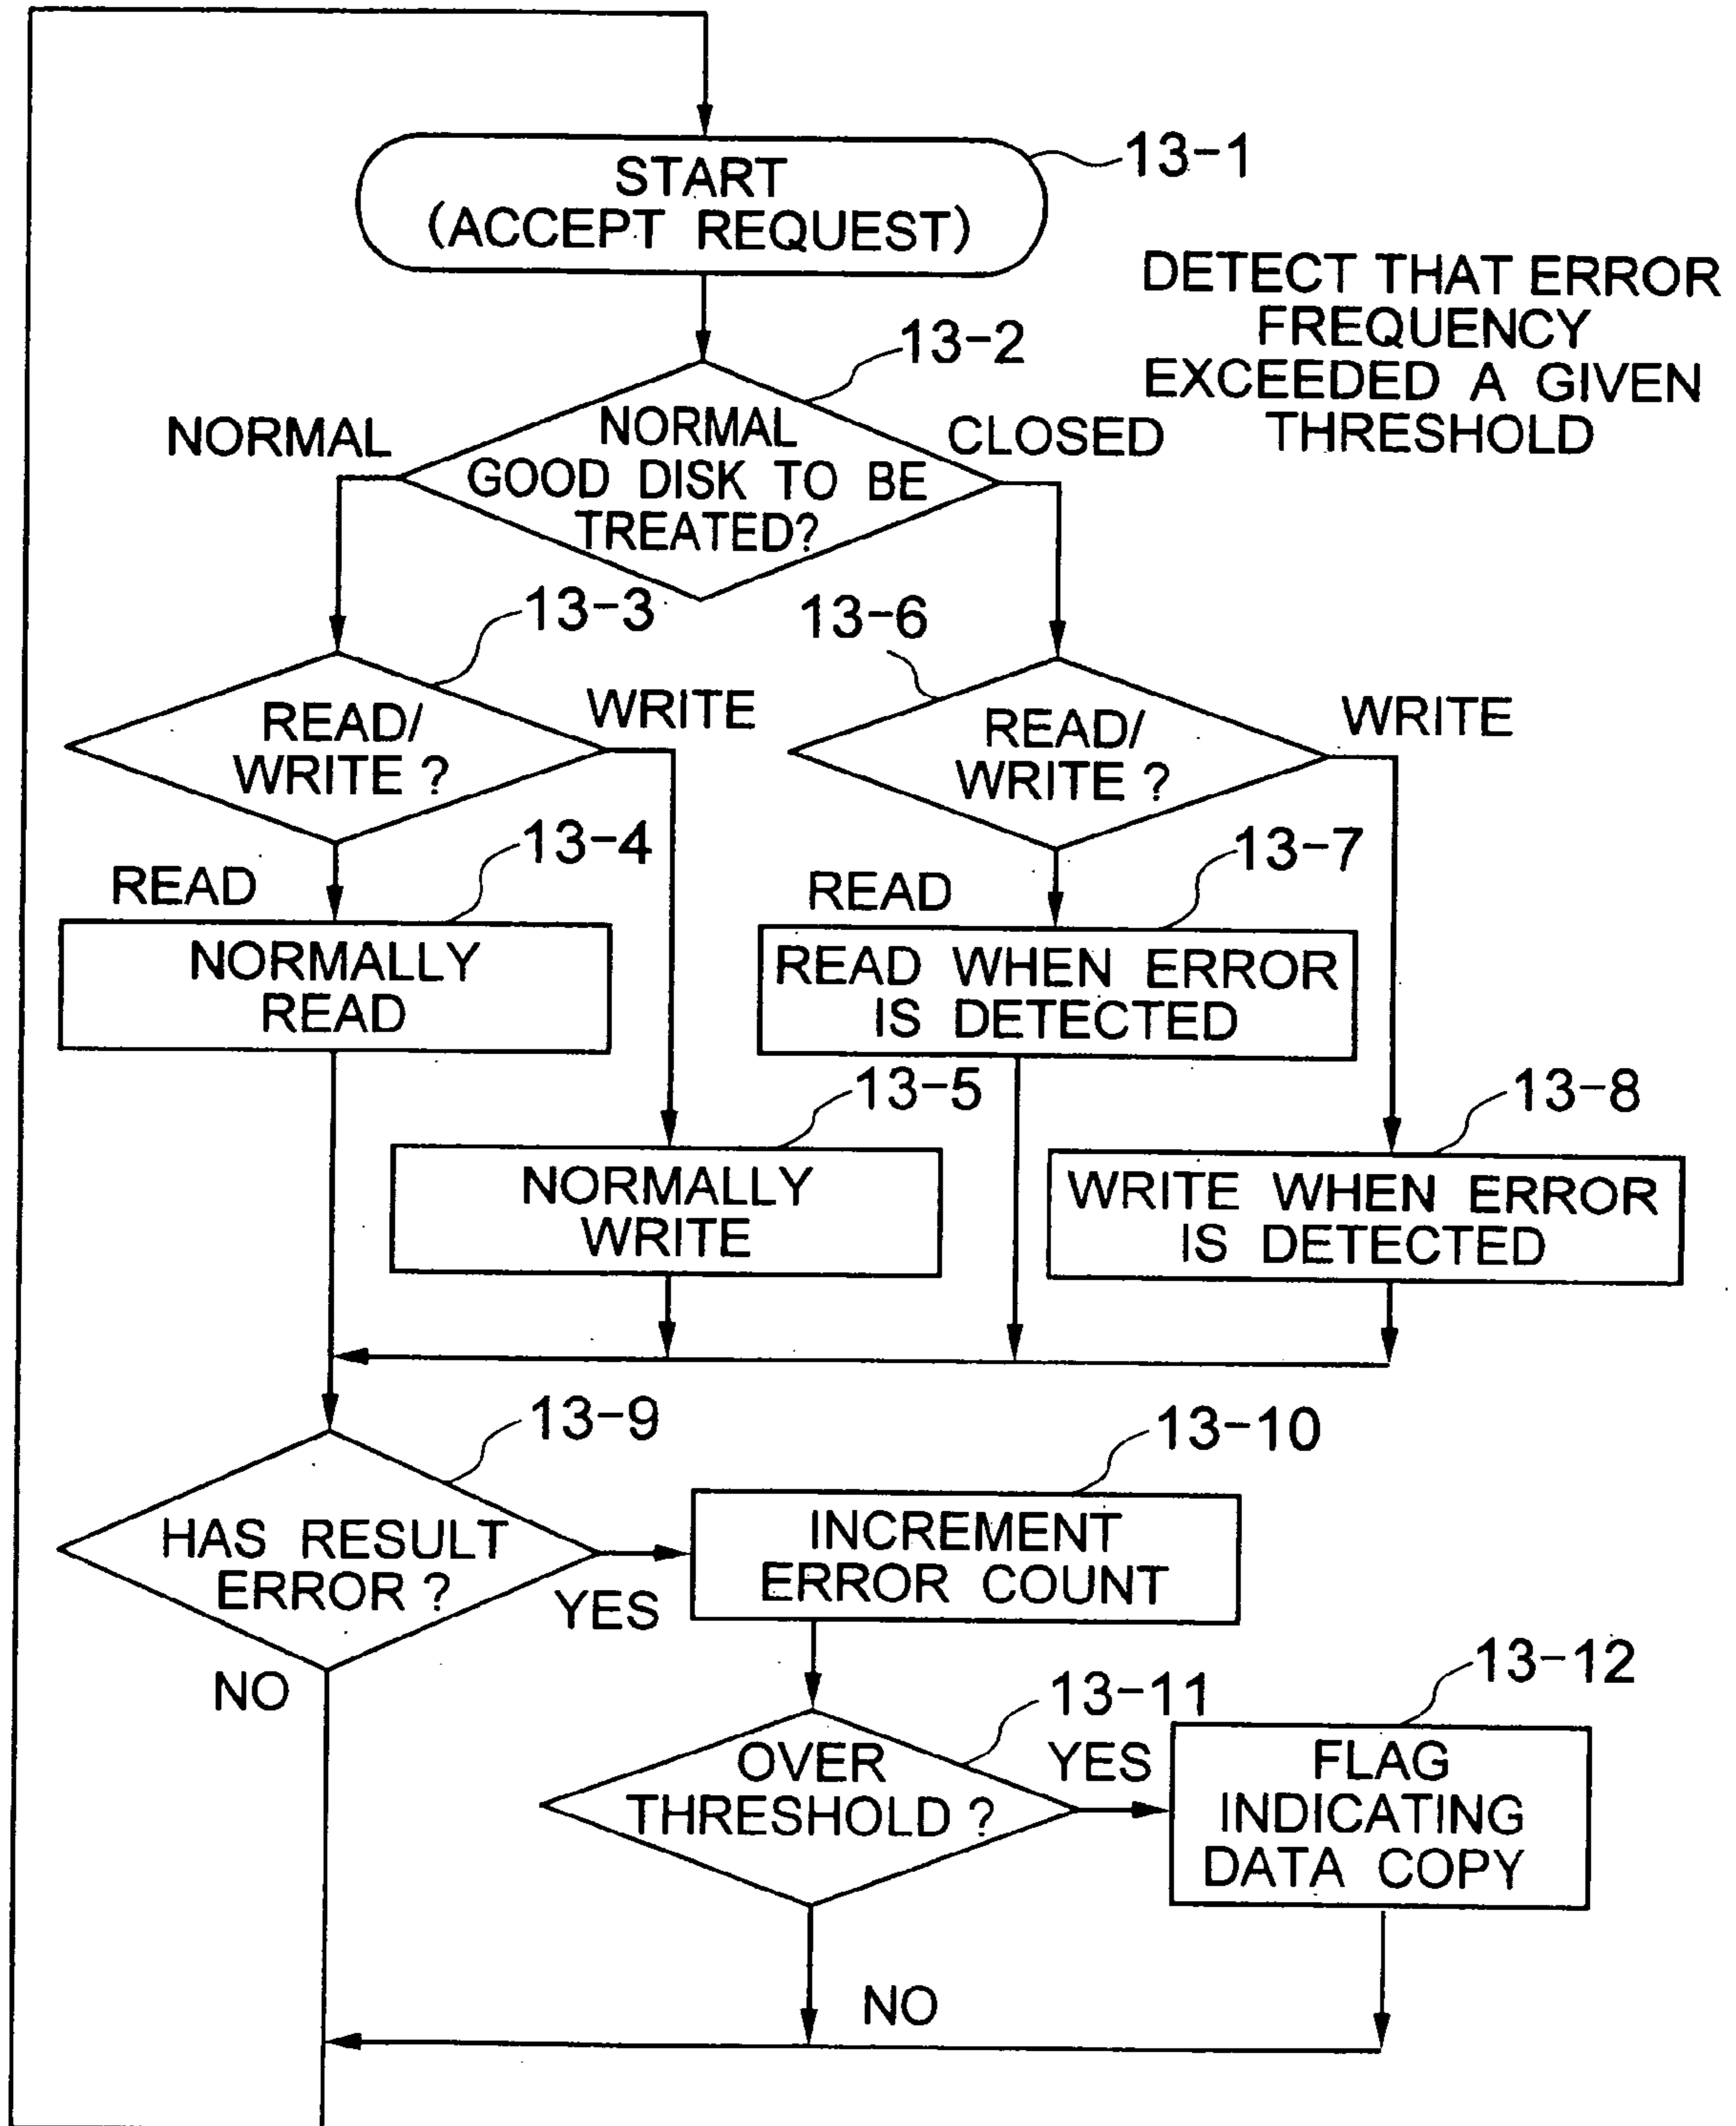 13-1
START
(ACCEPT REQUEST)
DETECT THAT ERROR
FREQUENCY
EXCEEDED A GIVEN
THRESHOLD
13-2
NORMAL
NORMAL
GOOD DISK TO BE
TREATED?
CLOSED
13-3
13-6
READ/
WRITE ?
WRITE
READ/
WRITE ?
WRITE
13-4
13-7
READ
READ
NORMALLY
READ
READ WHEN ERROR
IS DETECTED
13-5
13-8
NORMALLY
WRITE
WRITE WHEN ERROR
IS DETECTED
13-9
13-10
HAS RESULT
ERROR ?
YES
INCREMENT
ERROR COUNT
NO
13-11
13-12
OVER
THRESHOLD ?
YES
FLAG
INDICATING
DATA COPY
NO